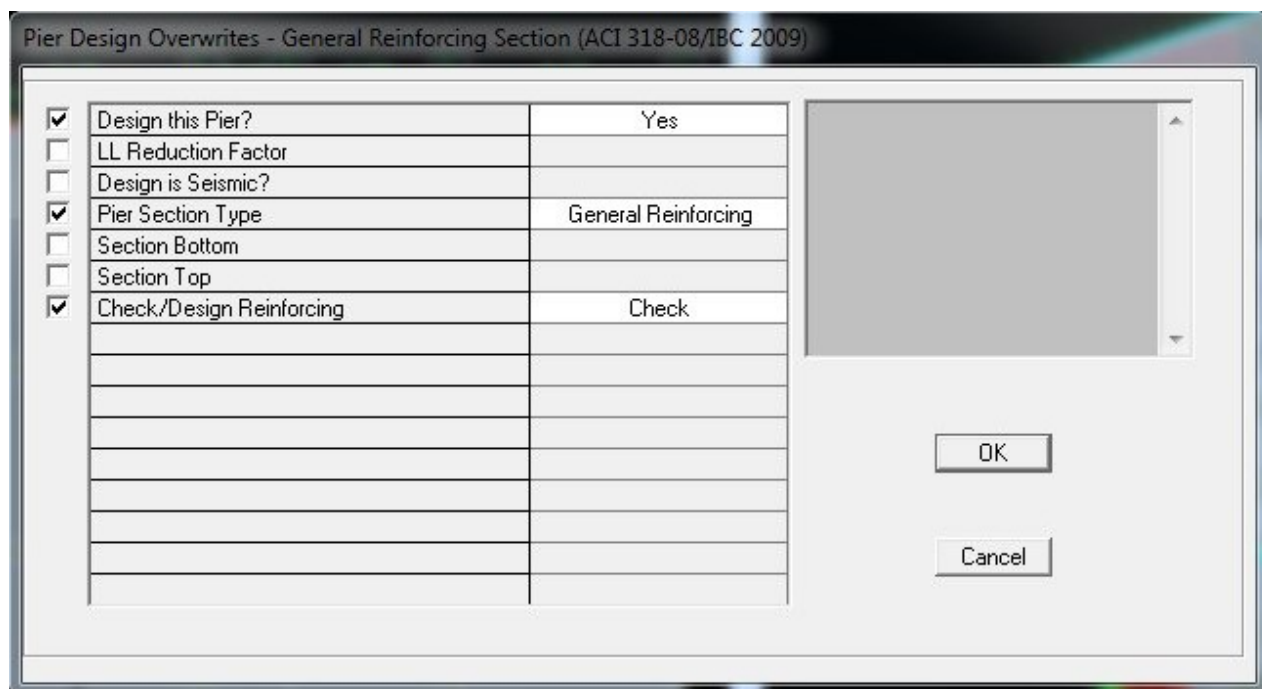 Pier Design Overwrites - General Reinforcing Section (ACI 318-08/IBC 2009)
Design this Pier? Yes
LL Reduction Factor
Design is Seismic?
Pier Section Type General Reinforcing
Section Bottom
Section Top
Check/Design Reinforcing Check
OK
Cancel